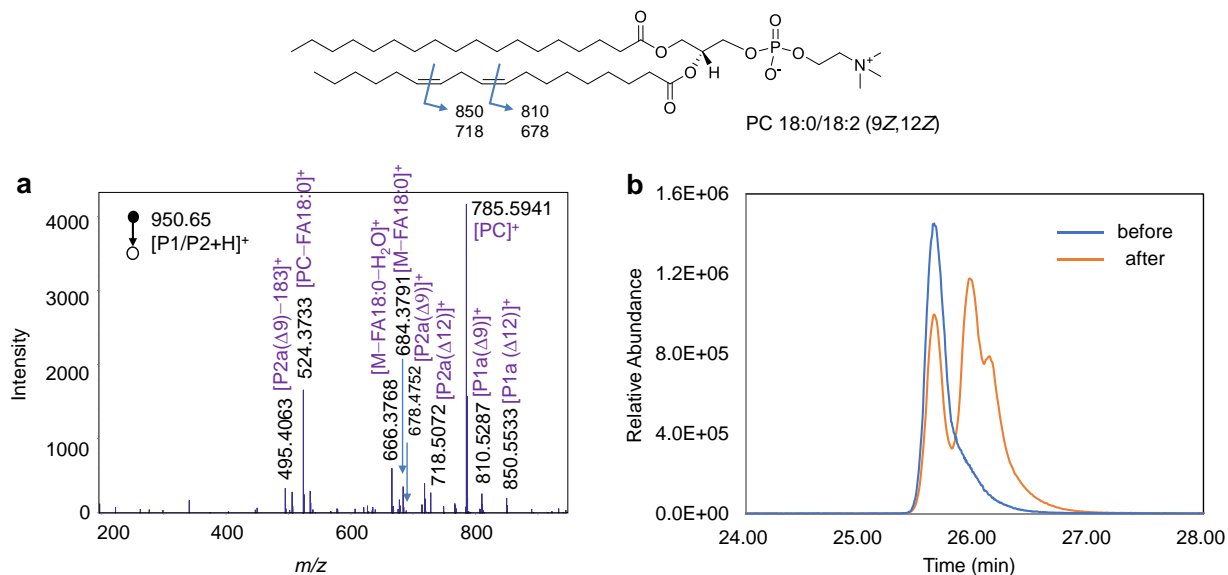 O
O
O
O
P
O
O-
N+
O
H
O
850
718
810
678
PC 18:0/18:2 (9Z,12Z)
a
950.65
[P1/P2+H]+
[P2a(Δ9)−183]+
495.4063
[PC−FA18:0]+
524.3733
[M−FA18:0−H2O]+
666.3768
[M−FA18:0]+
684.3791
[P2a(Δ9)]+
678.4752
[P2a(Δ12)]+
718.5072
785.5941
[PC]+
[P1a(Δ9)]+
810.5287
[P1a (Δ12)]+
850.5533
Intensity
4000
3000
2000
1000
0
200
400
600
800
m/z
b
before
after
Relative Abundance
1.6E+06
1.2E+06
8.0E+05
4.0E+05
0.0E+00
24.00
25.00
26.00
27.00
28.00
Time (min)